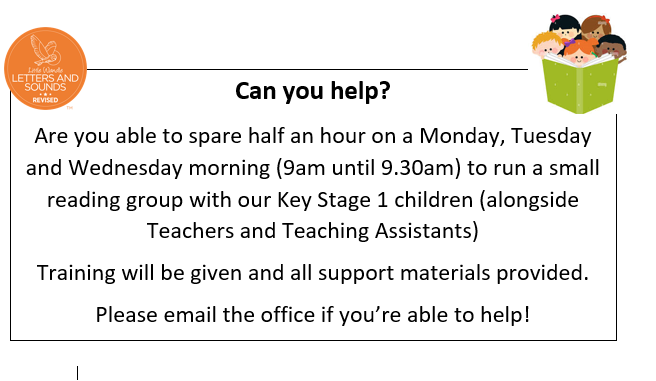 Little Wandle
LETTERS AND
SOUNDS
REVISED
Can you help?
Are you able to spare half an hour on a Monday, Tuesday
and Wednesday morning (9am until 9.30am) to run a small
reading group with our Key Stage 1 children (alongside
Teachers and Teaching Assistants)
Training will be given and all support materials provided.
Please email the office if you’re able to help!